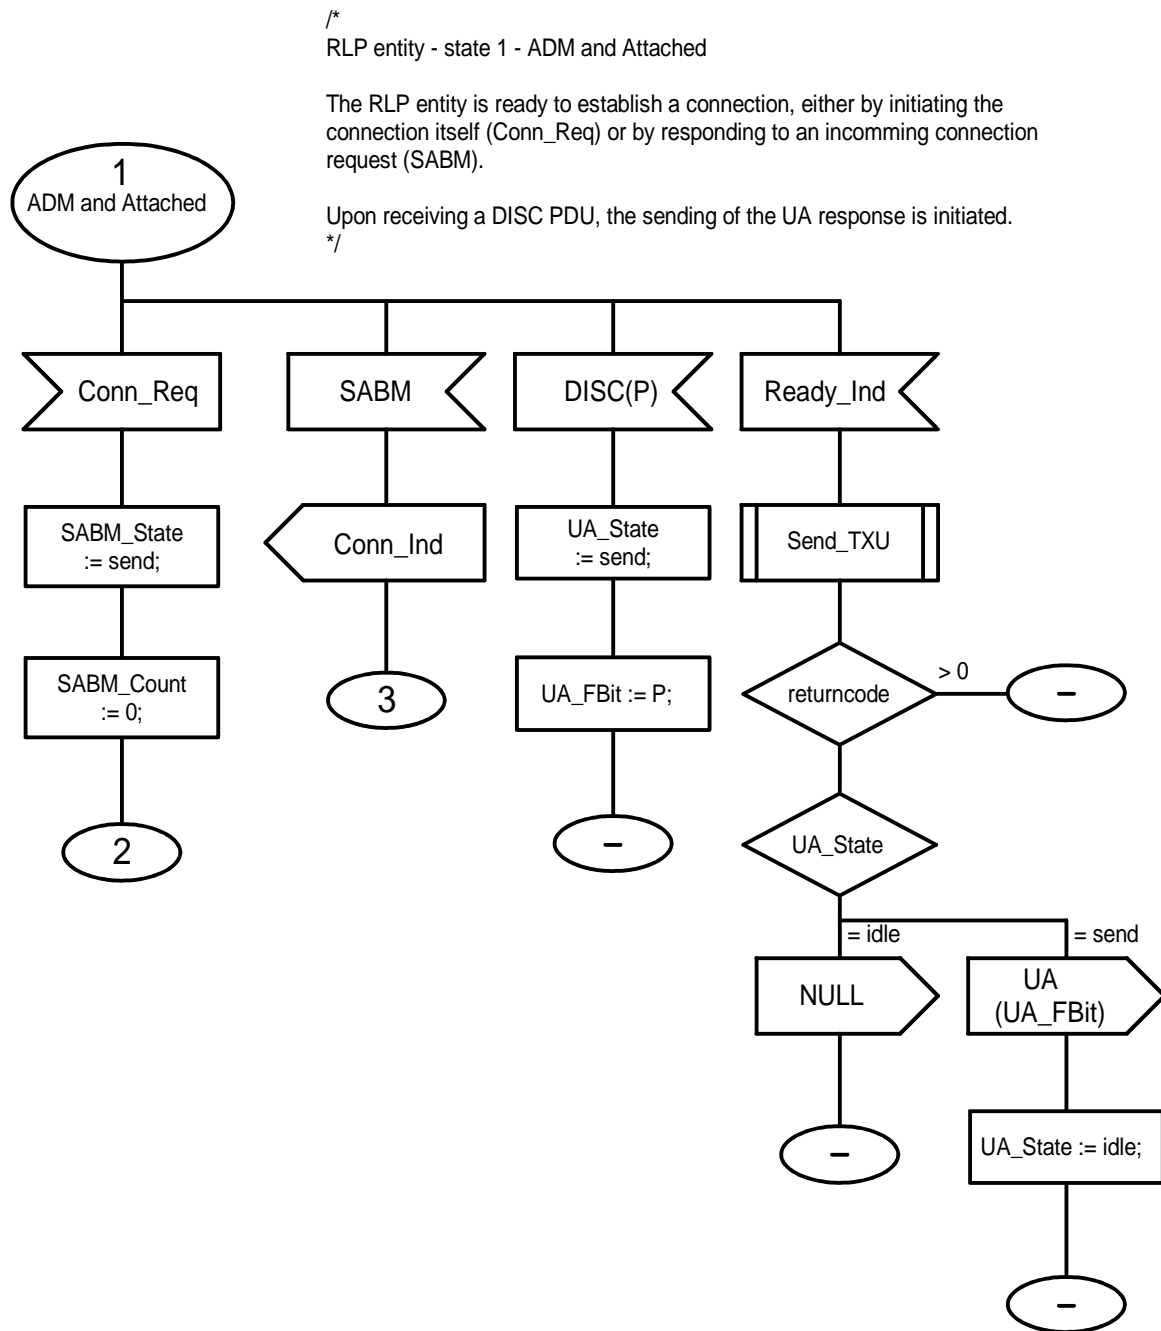 /*
RLP entity - state 1 - ADM and Attached
The RLP entity is ready to establish a connection, either by initiating the
connection itself (Conn_Req) or by responding to an incomming connection
request (SABM).
Upon receiving a DISC PDU, the sending of the UA response is initiated.
*/
1
ADM and Attached
Conn_Req
SABM
DISC(P)
Ready_Ind
SABM_State
:= send;
Conn_Ind
UA_State
:= send;
Send_TXU
SABM_Count
:= 0;
3
UA_FBit := P;
returncode
> 0
–
2
–
UA_State
= idle
= send
NULL
UA
(UA_FBit)
–
UA_State := idle;
–